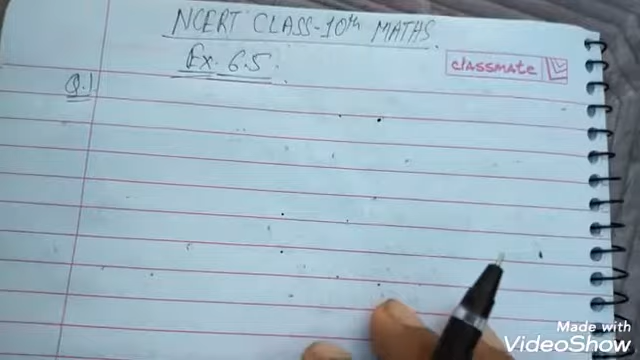 NCERT CLASS-10th MATHS.
Ex. 6.5.
classmate
Q.1
Made with
VideoShow